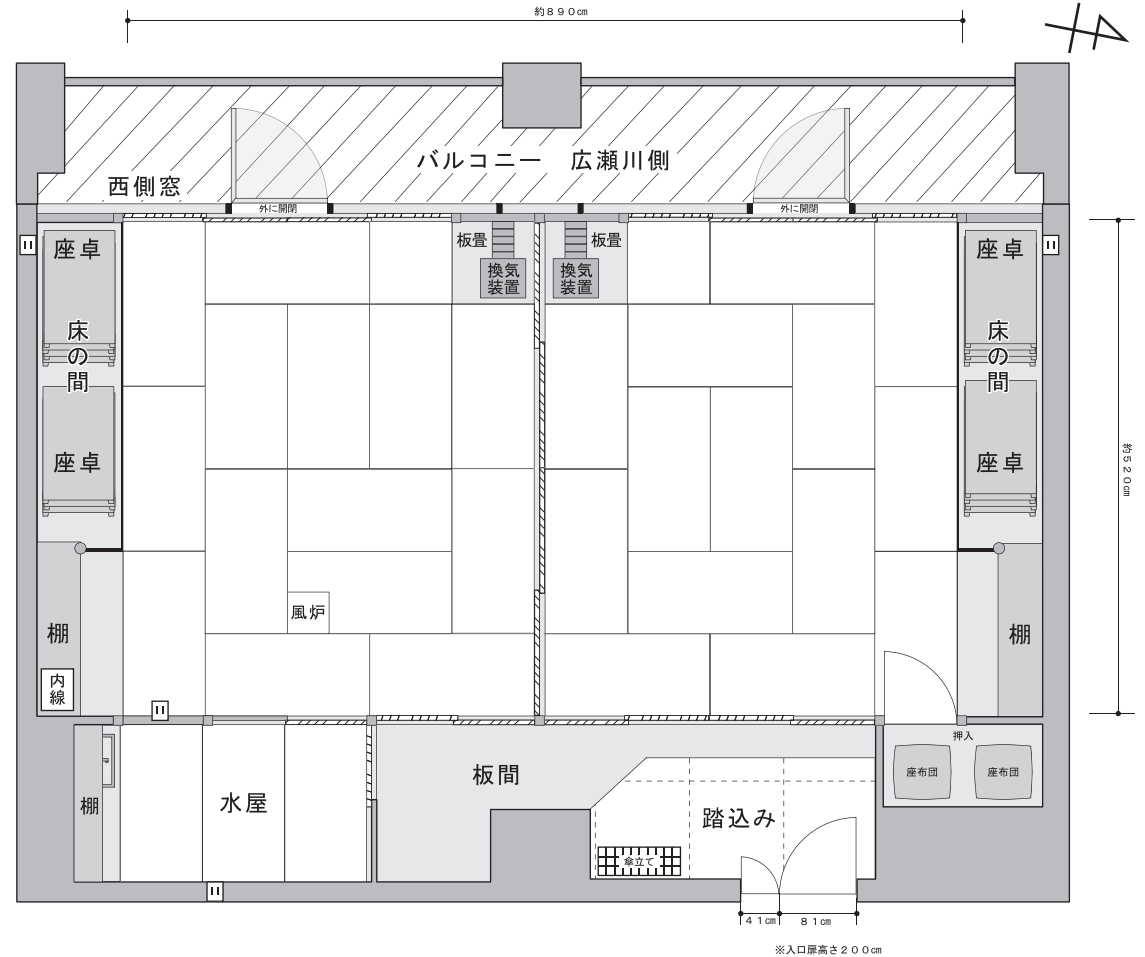 約８９０㎝
バルコニー　広瀬川側
西側窓
外に開閉
外に開閉
座卓
板畳
板畳
座卓
換気
装置
換気
装置
床の間
床の間
約５２０㎝
座卓
座卓
風炉
棚
棚
内線
押入
板間
座布団
座布団
棚
水屋
踏込み
傘立て
４１㎝
８１㎝
※入口扉高さ２００㎝